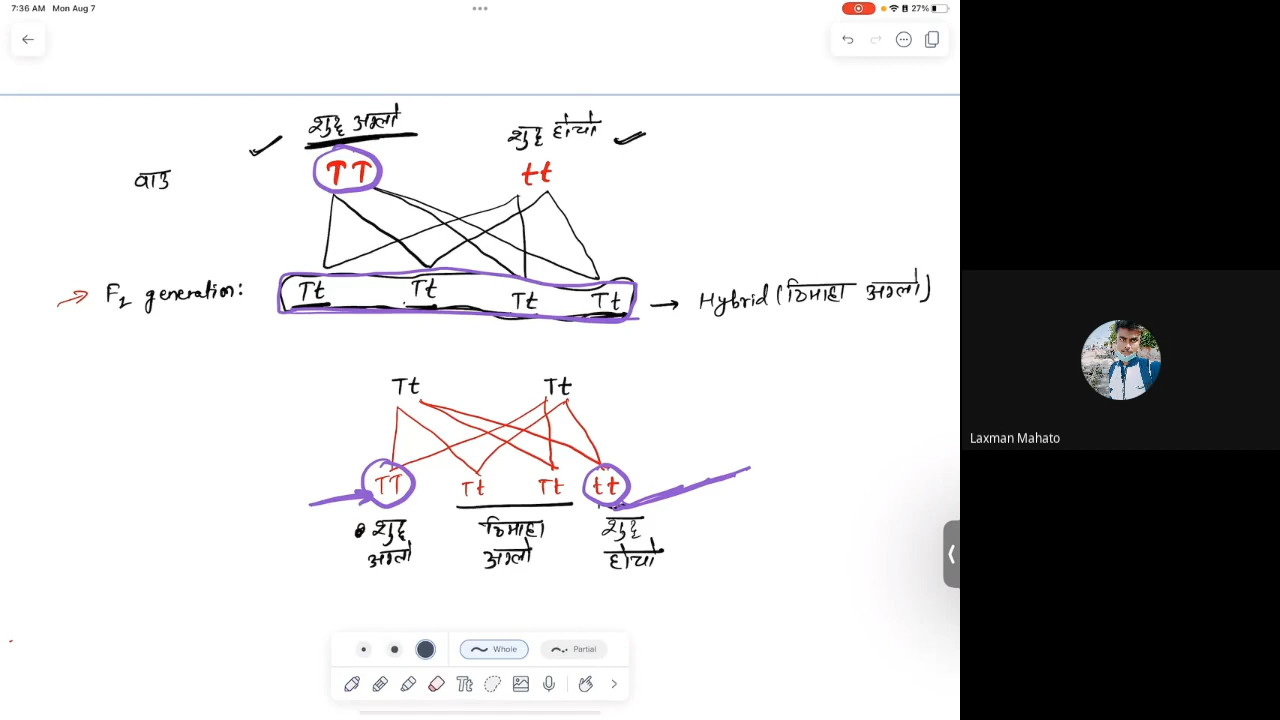 7:36 AM Mon Aug 7
27%
शुद्द अग्लो
शुद्द होचो
TT
tt
F1 generation:
Tt Tt Tt Tt
Hybrid (ठिमाहा अग्लो)
Tt Tt
TT Tt Tt tt
शुद्द ठिमाहा शुद्द
अग्लो अग्लो होचो
Laxman Mahato
Whole Partial
Tt